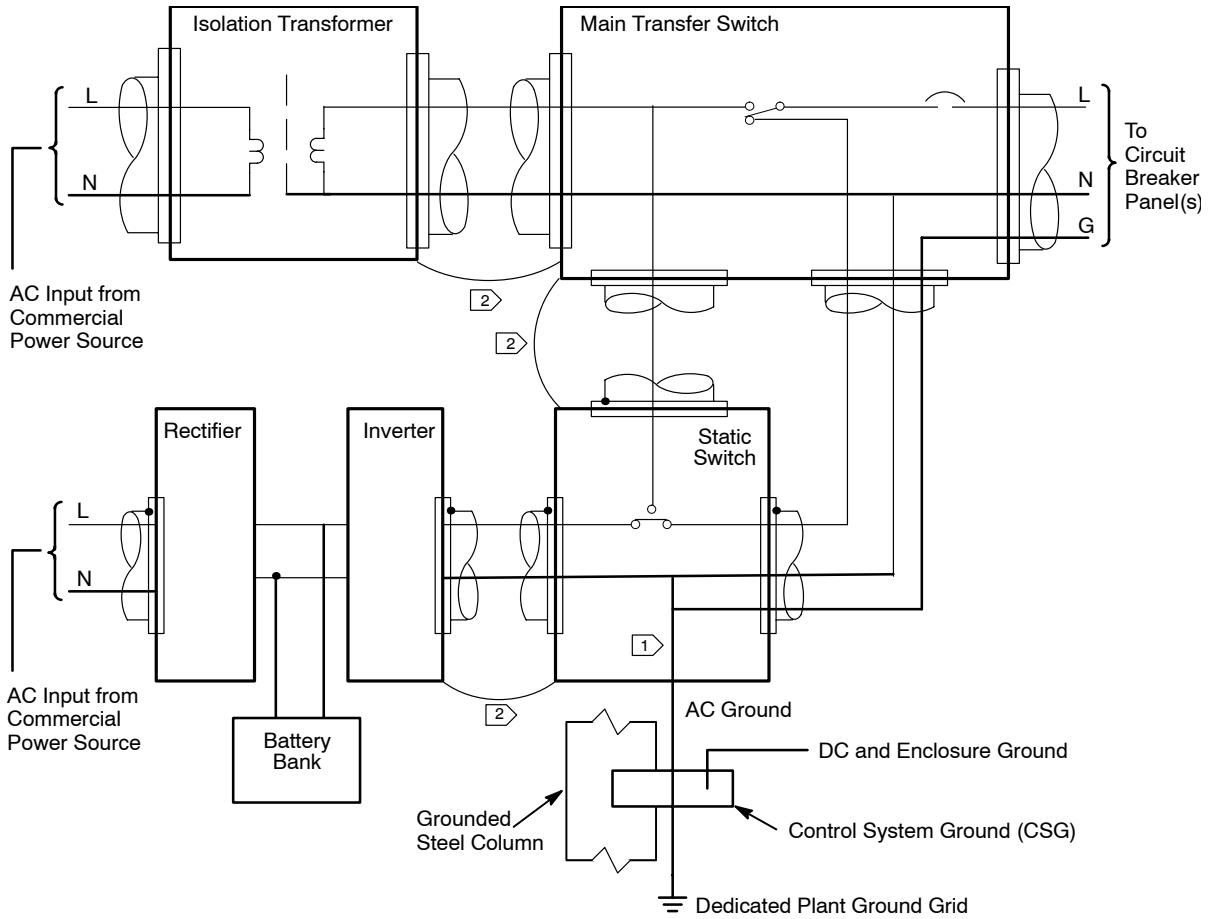 Isolation Transformer
Main Transfer Switch
L
N
L
N
G
To
Circuit
Breaker
Panel(s)
AC Input from
Commercial
Power Source
2
2
Rectifier
Inverter
Static
Switch
L
N
1
AC Input from
Commercial
Power Source
2
Battery
Bank
AC Ground
DC and Enclosure Ground
Grounded
Steel Column
Control System Ground (CSG)
Dedicated Plant Ground Grid